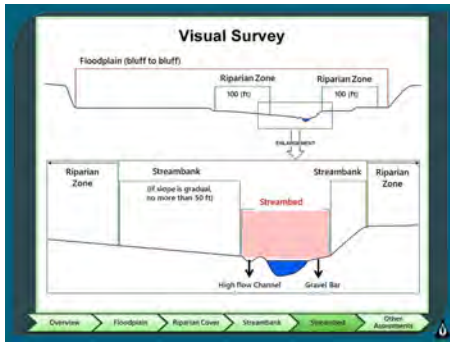 Visual Survey
Floodplain (bluff to bluff)
Riparian Zone
Riparian Zone
100 (ft)
100 (ft)
ENLARGEMENT
Riparian
Zone
Streambank
(If slope is gradual,
no more than 50 ft)
Streambed
Streambank
Riparian
Zone
High flow Channel
Gravel Bar
Overview
Floodplain
Riparian Cover
Streambank
Streambed
Other
Assessments